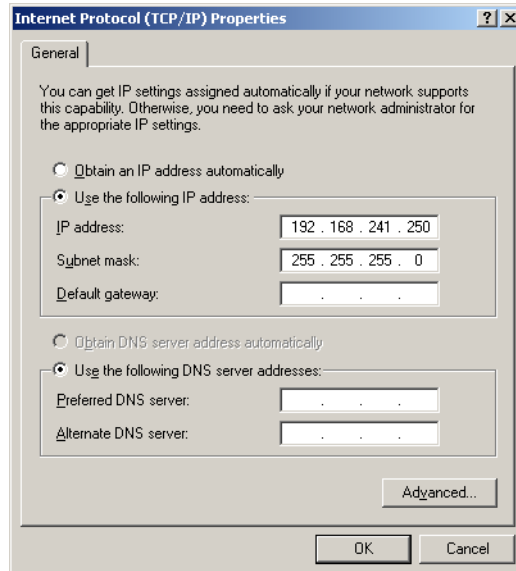 Internet Protocol (TCP/IP) Properties
General
You can get IP settings assigned automatically if your network supports
this capability. Otherwise, you need to ask your network administrator for
the appropriate IP settings.
Obtain an IP address automatically
Use the following IP address:
IP address: 192 . 168 . 241 . 250
Subnet mask: 255 . 255 . 255 . 0
Default gateway: . . .
Obtain DNS server address automatically
Use the following DNS server addresses:
Preferred DNS server: . . .
Alternate DNS server: . . .
Advanced...
OK Cancel